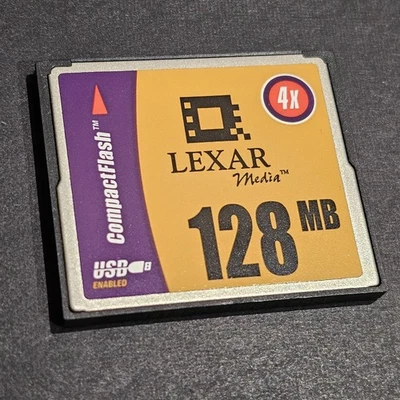 4X
LEXAR
Media™
128 MB
CompactFlash™
USB
ENABLED